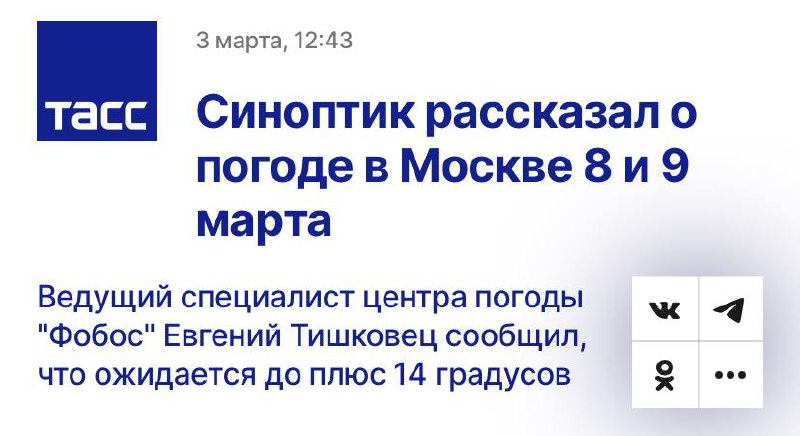 тасс
3 марта, 12:43
Синоптик рассказал о
погоде в Москве 8 и 9
марта
Ведущий специалист центра погоды
"Фобос" Евгений Тишковец сообщил,
что ожидается до плюс 14 градусов